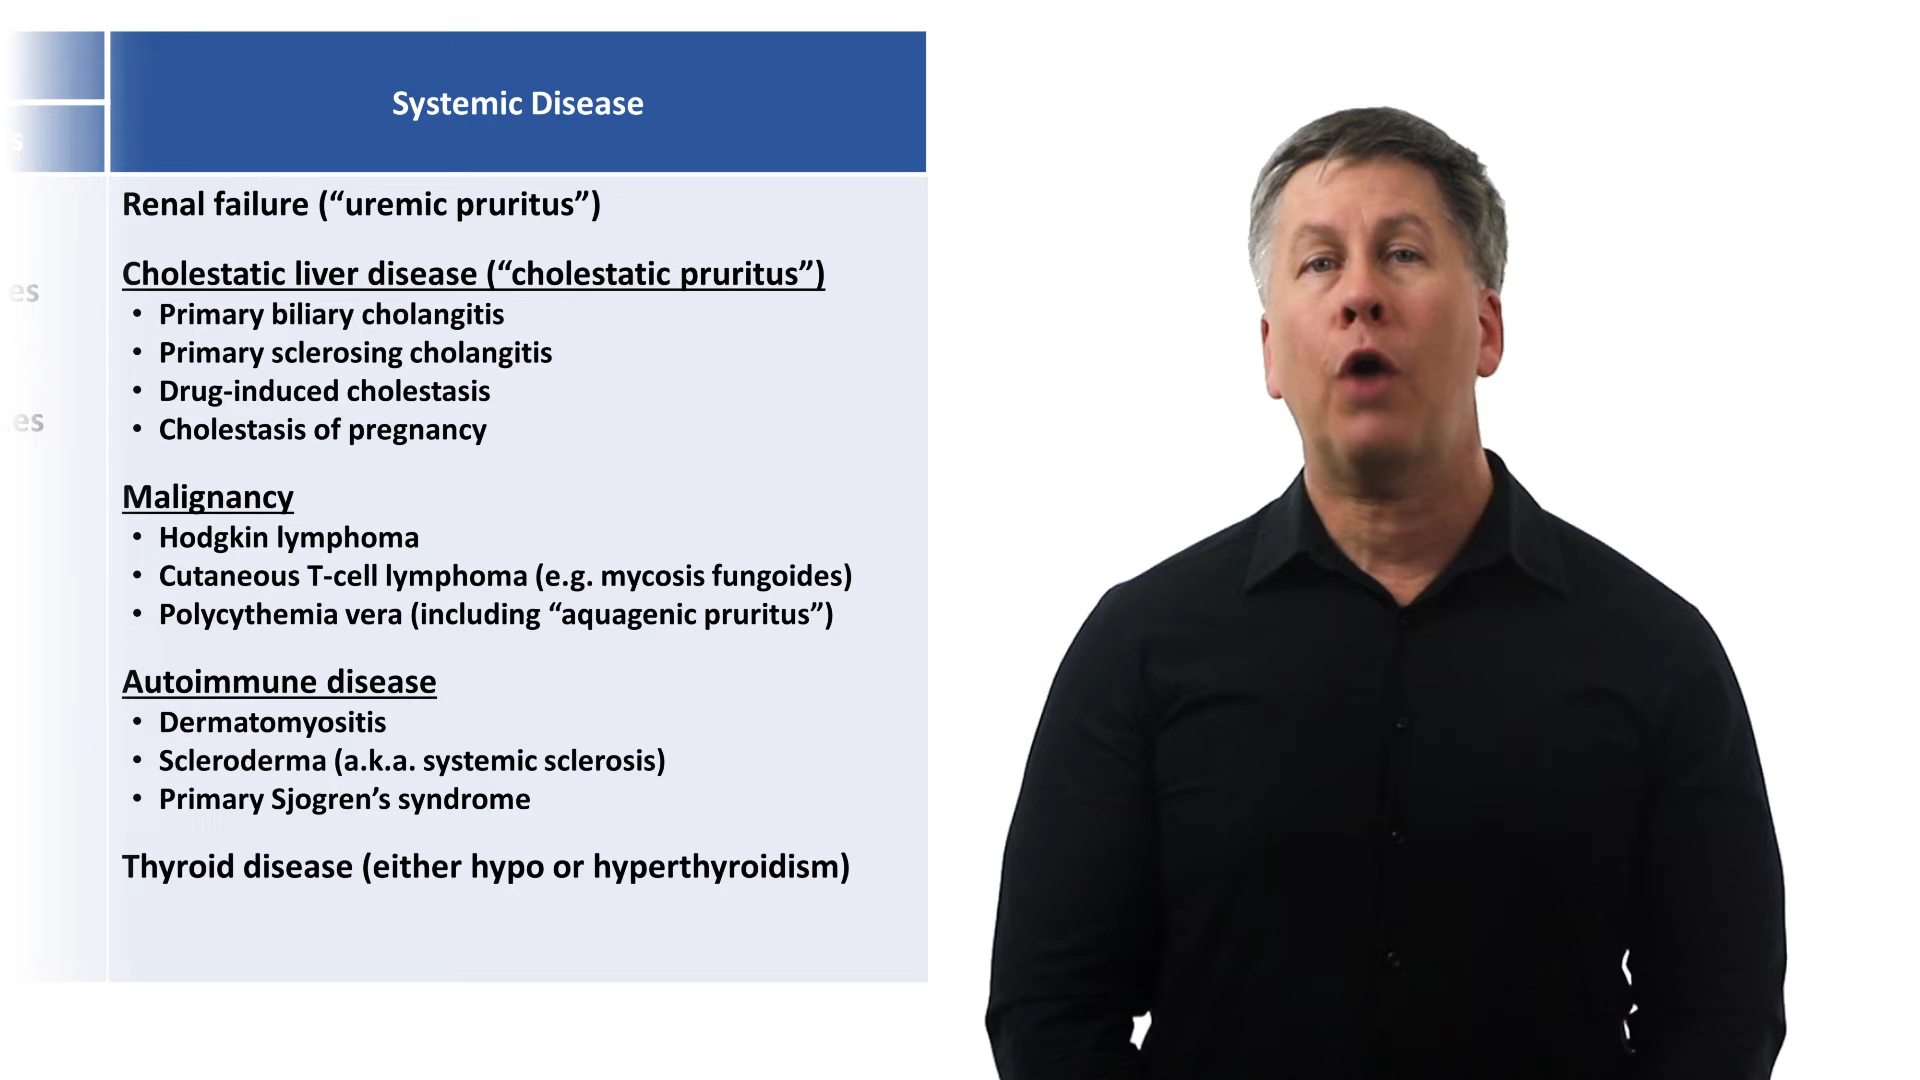 Systemic Disease
Renal failure (“uremic pruritus”)
Cholestatic liver disease (“cholestatic pruritus”)
• Primary biliary cholangitis
• Primary sclerosing cholangitis
• Drug-induced cholestasis
• Cholestasis of pregnancy
Malignancy
• Hodgkin lymphoma
• Cutaneous T-cell lymphoma (e.g. mycosis fungoides)
• Polycythemia vera (including “aquagenic pruritus”)
Autoimmune disease
• Dermatomyositis
• Scleroderma (a.k.a. systemic sclerosis)
• Primary Sjogren’s syndrome
Thyroid disease (either hypo or hyperthyroidism)